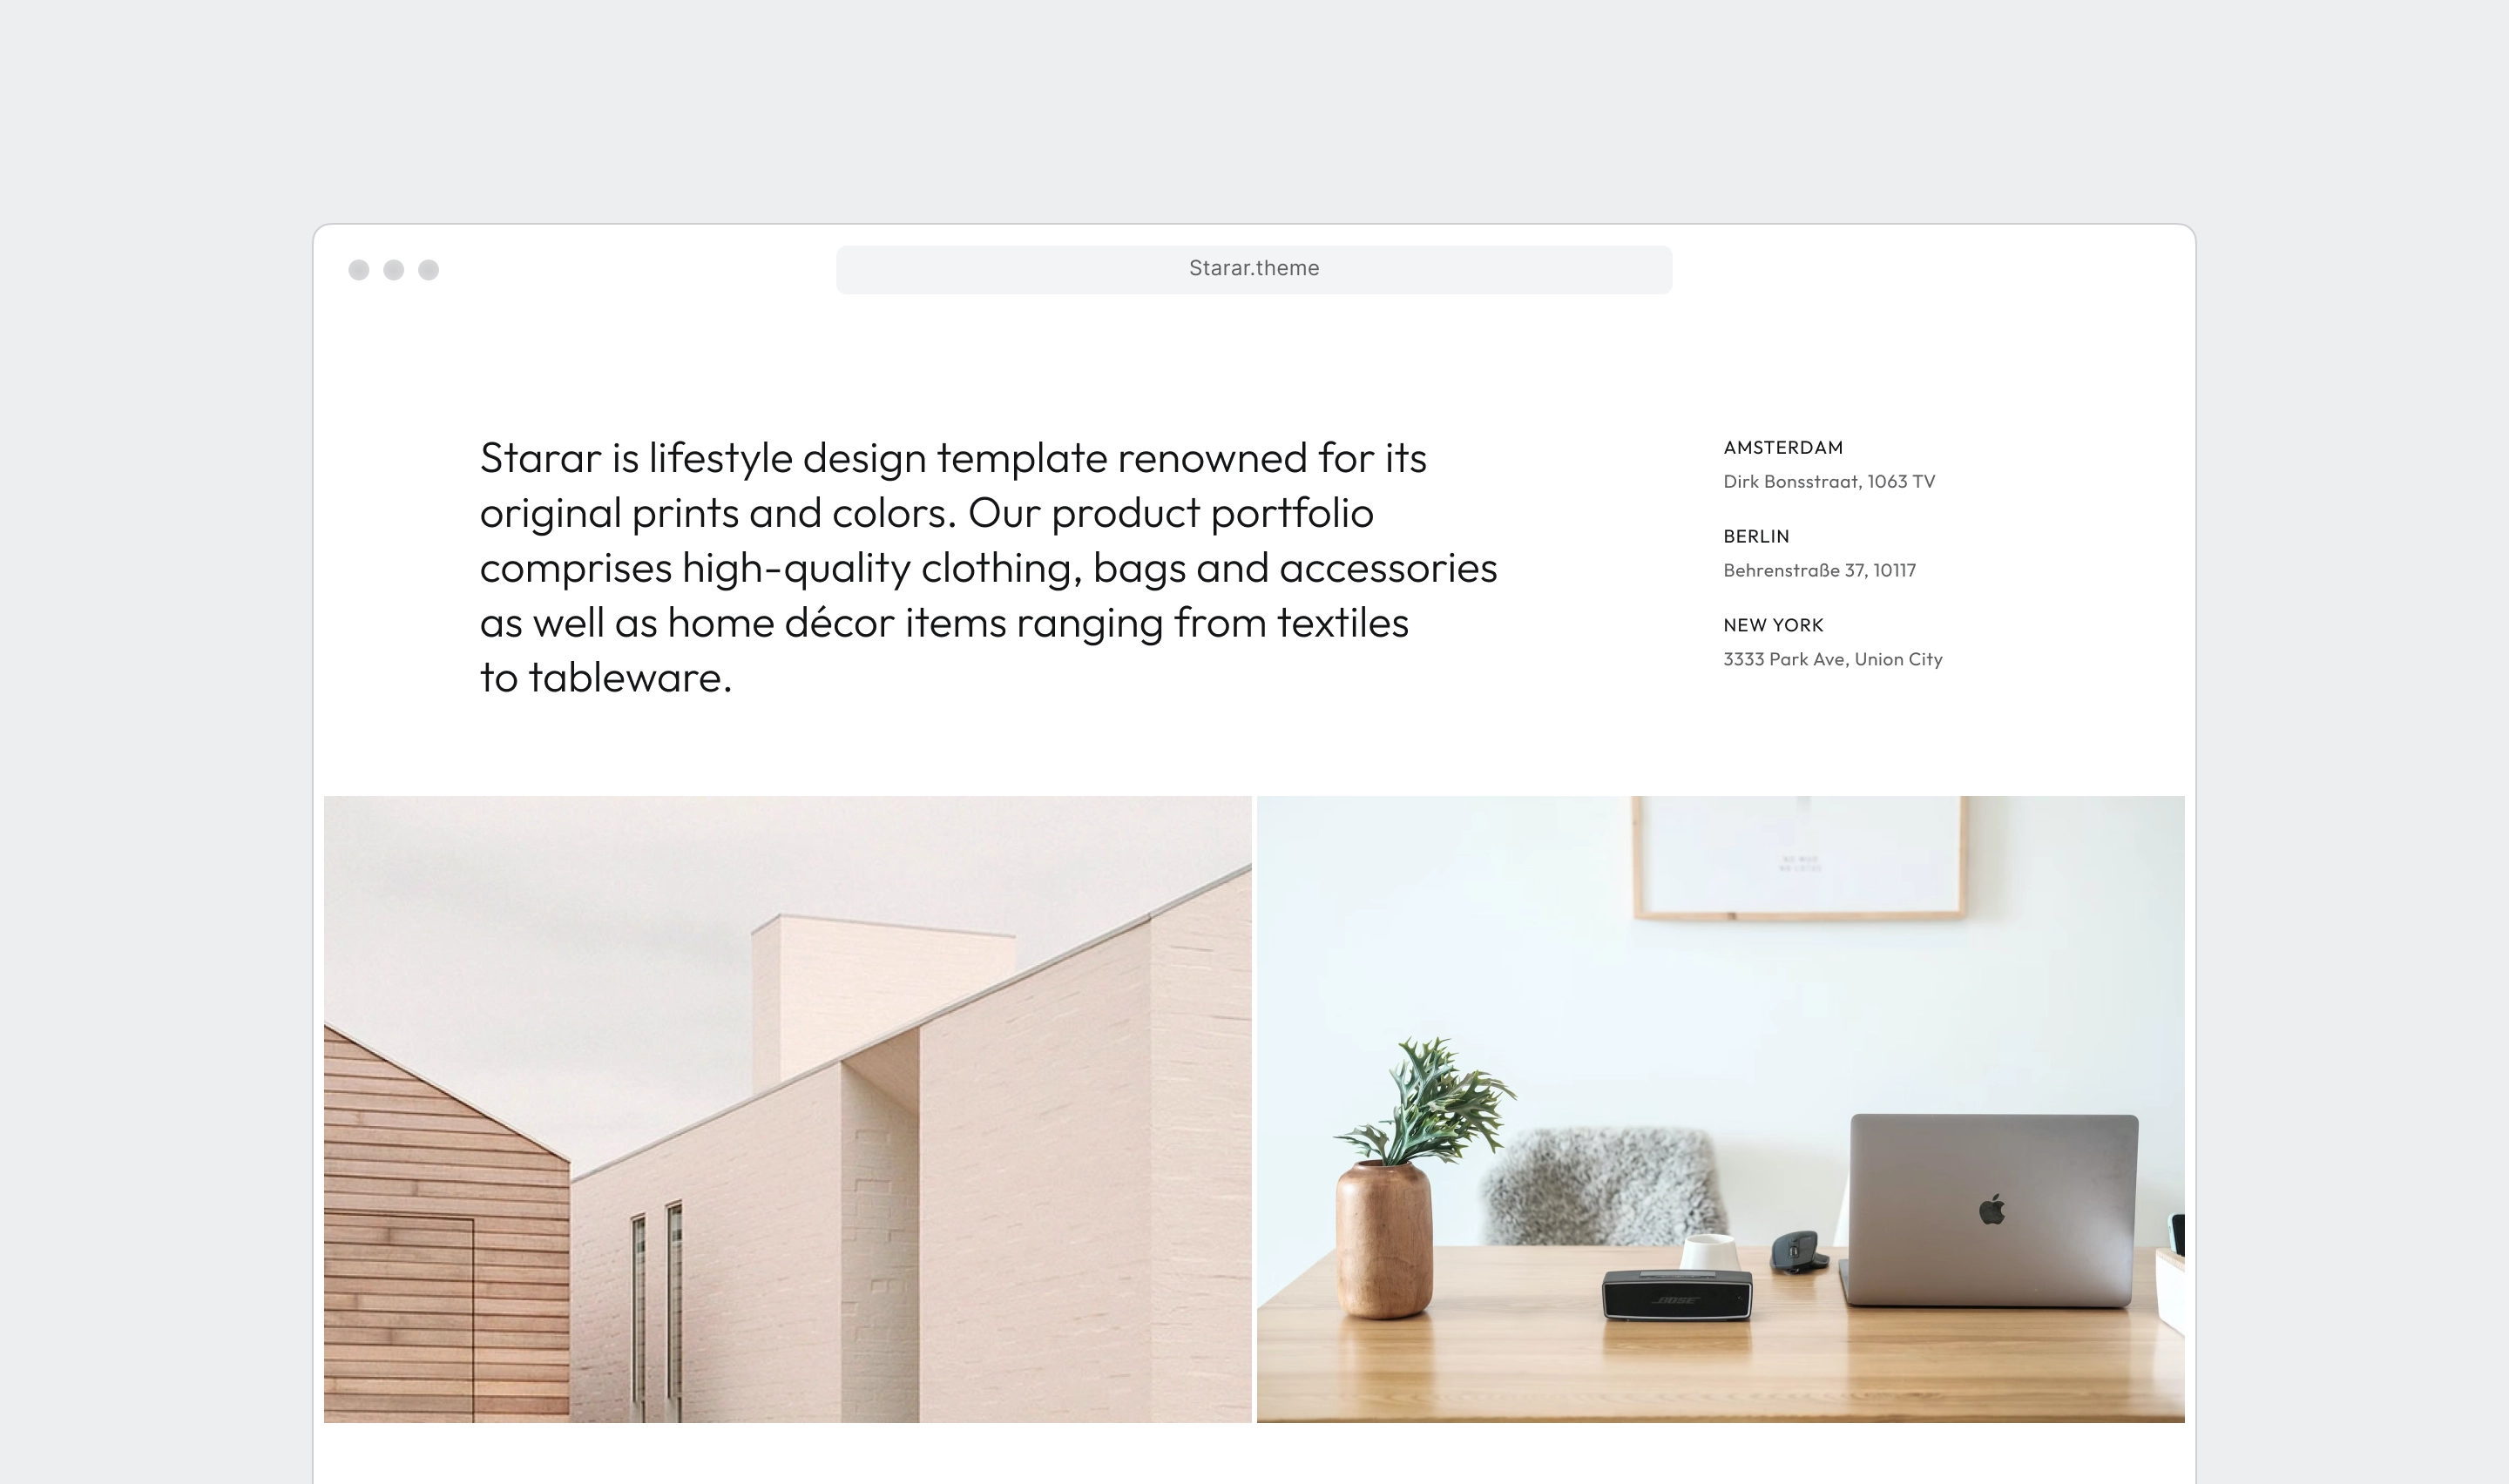 Starar.theme
Starar is lifestyle design template renowned for its
original prints and colors. Our product portfolio
comprises high-quality clothing, bags and accessories
as well as home décor items ranging from textiles
to tableware.
AMSTERDAM
Dirk Bonsstraat, 1063 TV
BERLIN
Behrenstraße 37, 10117
NEW YORK
3333 Park Ave, Union City
BOSE